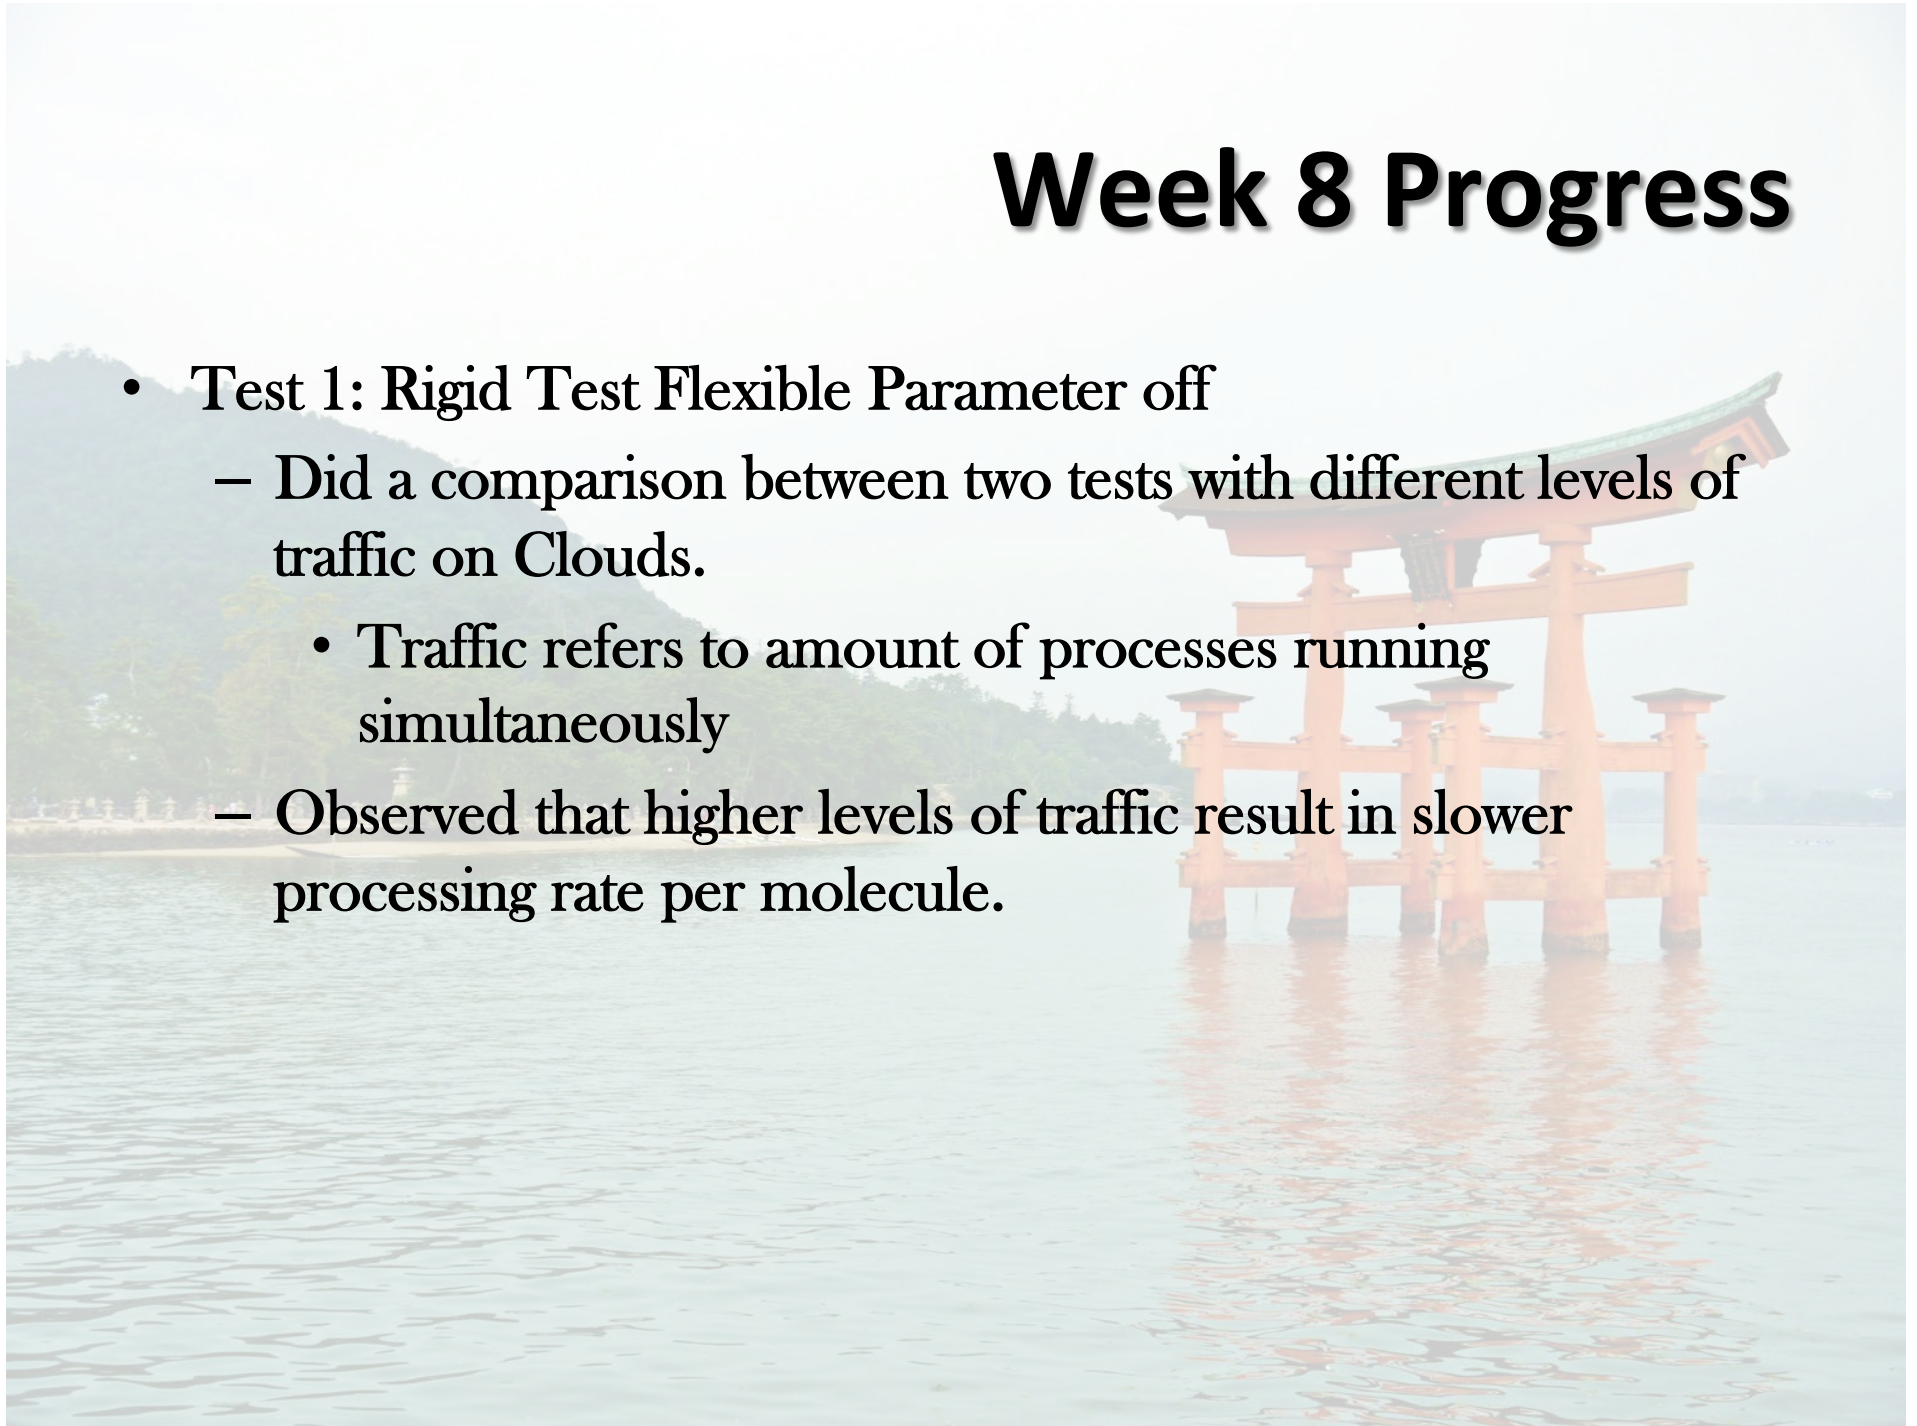 Week 8 Progress
• Test 1: Rigid Test Flexible Parameter off
– Did a comparison between two tests with different levels of
traffic on Clouds.
• Traffic refers to amount of processes running
simultaneously
– Observed that higher levels of traffic result in slower
processing rate per molecule.